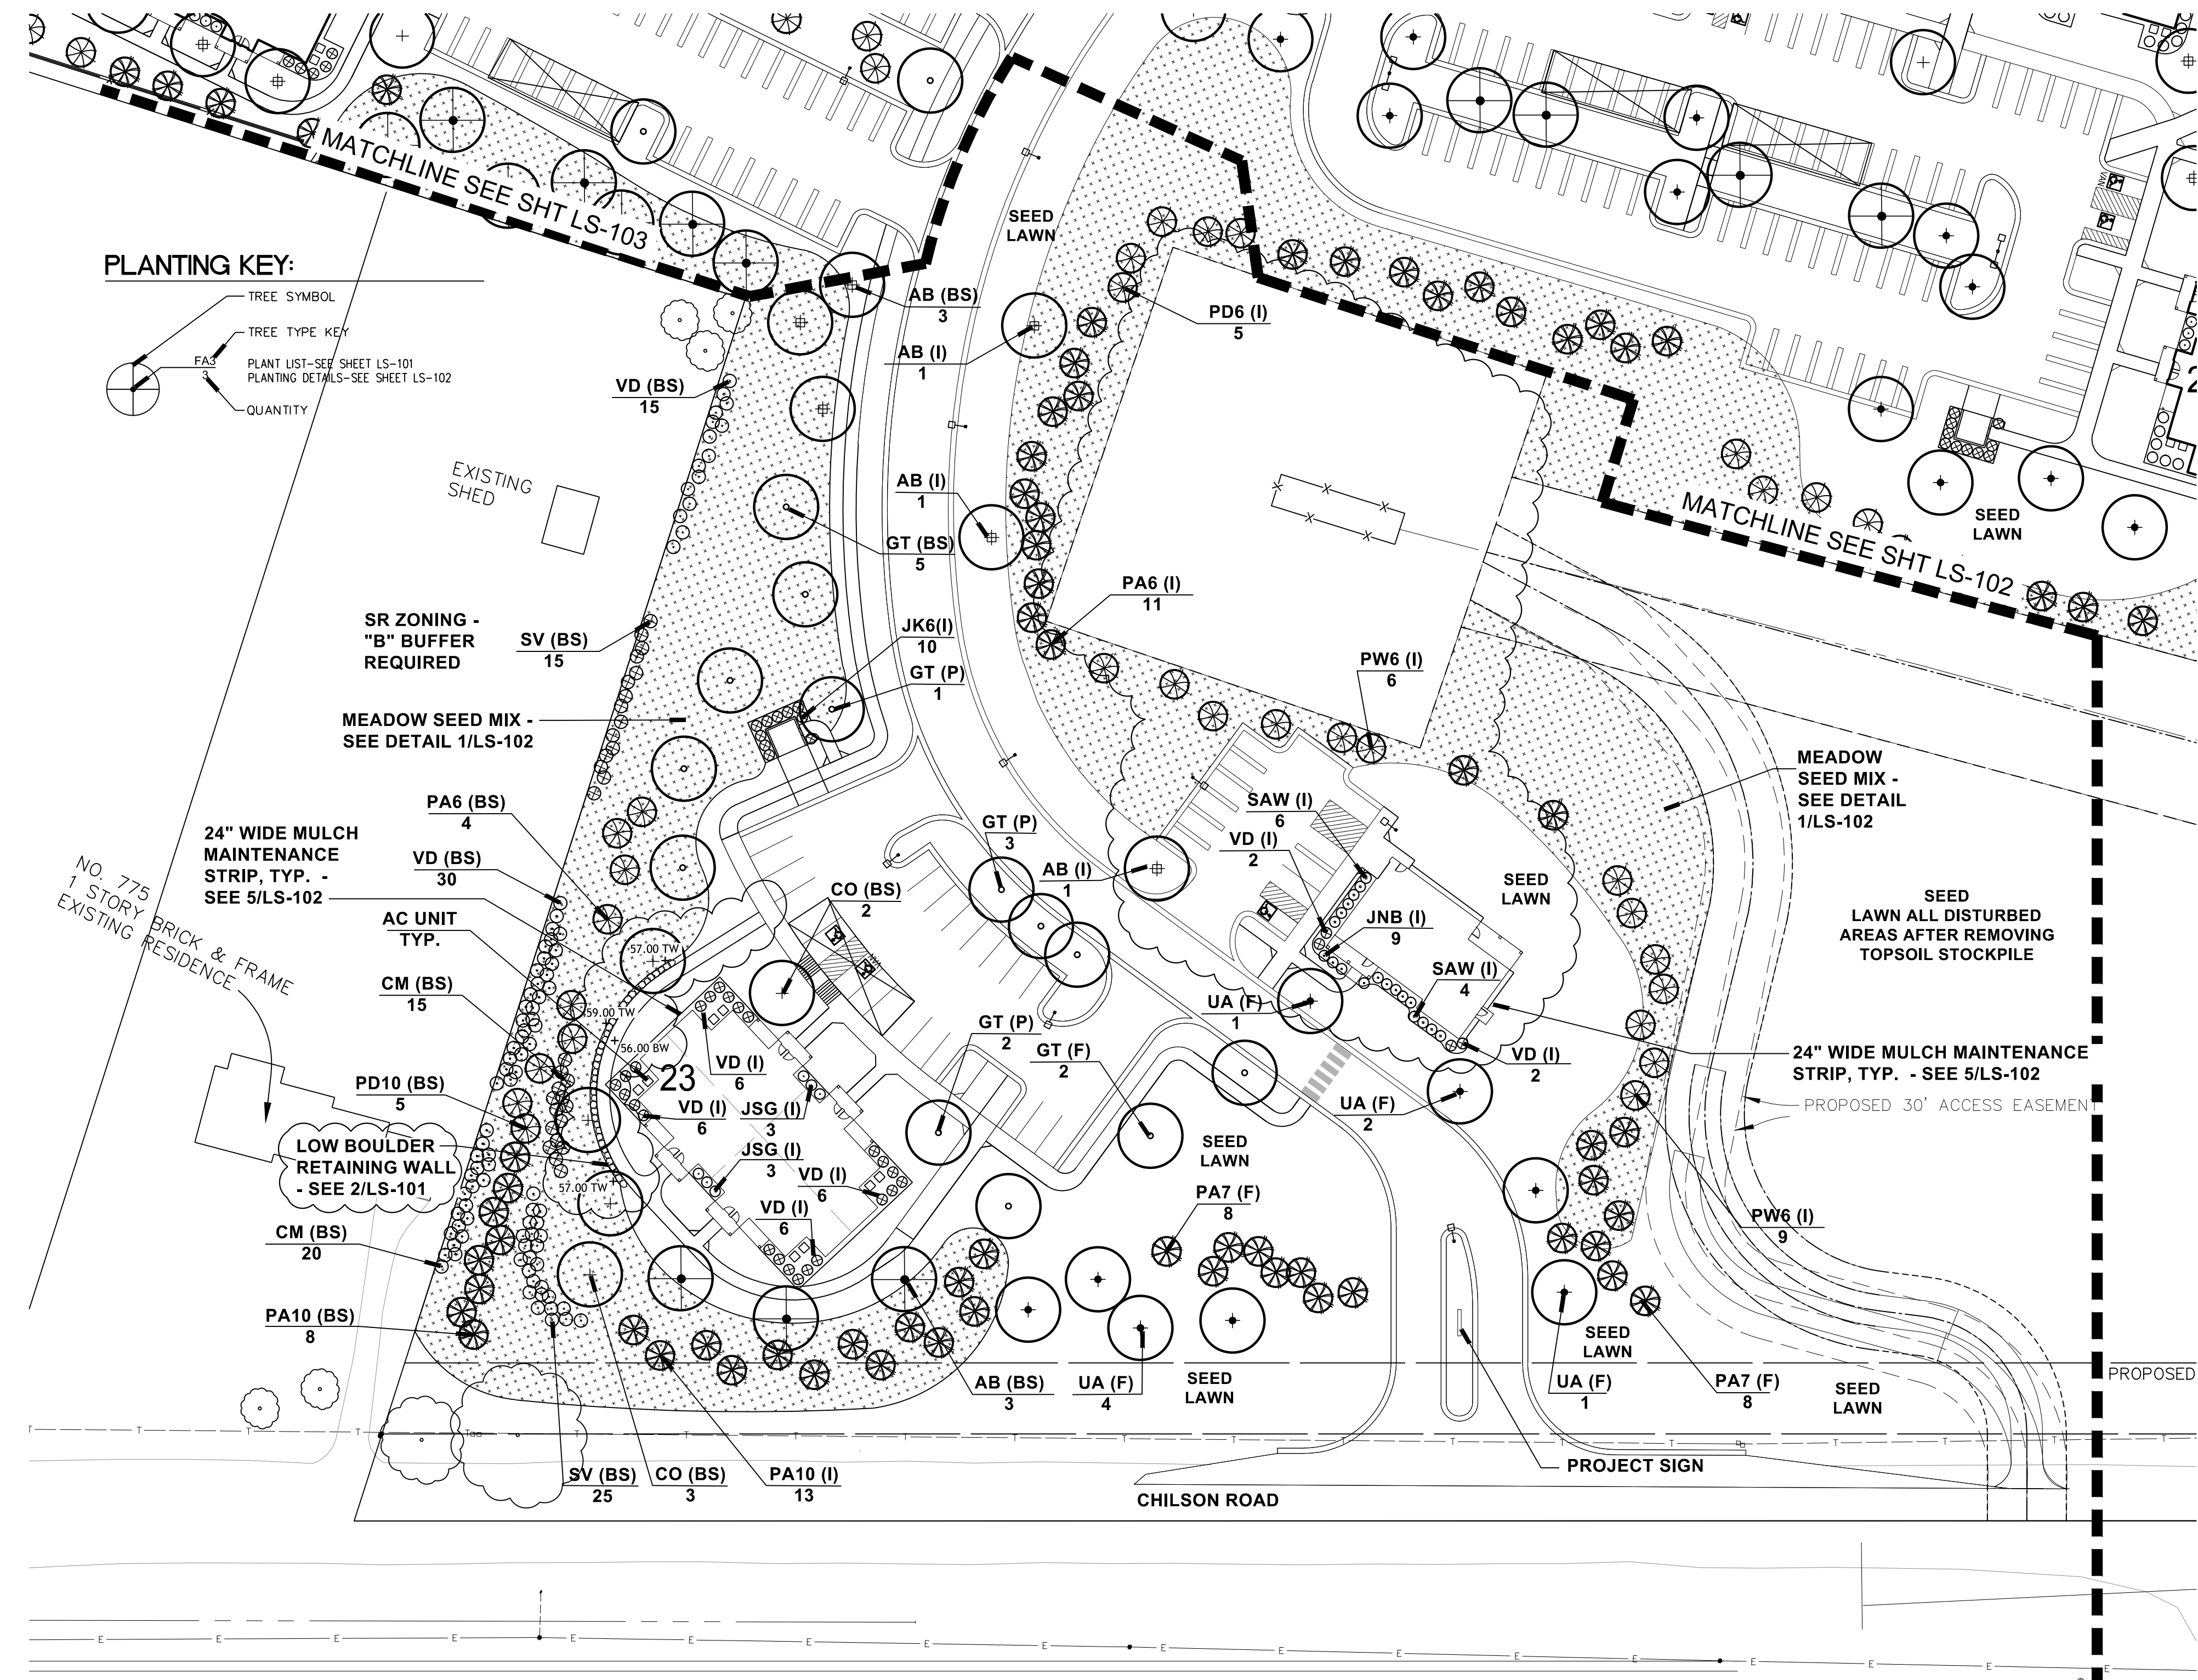 MATCHLINE SEE SHT LS-103
PLANTING KEY:
TREE SYMBOL
TREE TYPE KEY
FA3
3
PLANT LIST-SEE SHEET LS-101
PLANTING DETAILS-SEE SHEET LS-102
QUANTITY
VAN
SEED
LAWN
AB (BS)
3
PD6 (I)
5
AB (I)
1
VD (BS)
15
EXISTING
SHED
AB (I)
1
GT (BS)
5
MATCHLINE SEE SHT LS-102
SEED
LAWN
2
PA6 (I)
11
SR ZONING -
"B" BUFFER
REQUIRED
SV (BS)
15
JK6(I)
10
GT (P)
1
PW6 (I)
6
MEADOW SEED MIX -
SEE DETAIL 1/LS-102
MEADOW
SEED MIX -
SEE DETAIL
1/LS-102
PA6 (BS)
4
24" WIDE MULCH
MAINTENANCE
STRIP, TYP. -
SEE 5/LS-102
VD (BS)
30
GT (P)
3
SAW (I)
6
VD (I)
2
AB (I)
1
SEED
LAWN
NO. 775
1 STORY BRICK & FRAME
EXISTING RESIDENCE
AC UNIT
TYP.
CO (BS)
2
JNB (I)
9
SEED
LAWN ALL DISTURBED
AREAS AFTER REMOVING
TOPSOIL STOCKPILE
57.00 TW
CM (BS)
15
59.00 TW
SAW (I)
4
UA (F)
1
GT (P)
2
56.00 BW
23
VD (I)
6
GT (F)
2
VD (I)
2
24" WIDE MULCH MAINTENANCE
STRIP, TYP. - SEE 5/LS-102
PD10 (BS)
5
VD (I)
6
JSG (I)
3
UA (F)
2
PROPOSED 30' ACCESS EASEMENT
LOW BOULDER
RETAINING WALL
- SEE 2/LS-101
JSG (I)
3
SEED
LAWN
57.00 TW
VD (I)
6
PA7 (F)
8
VD (I)
6
PW6 (I)
9
CM (BS)
20
PA10 (BS)
8
SEED
LAWN
AB (BS)
3
UA (F)
4
SEED
LAWN
UA (F)
1
PA7 (F)
8
SEED
LAWN
PROPOSED
T T T T T T T T T T T T T T T T T T T T
SV (BS)
25
CO (BS)
3
PA10 (I)
13
PROJECT SIGN
CHILSON ROAD
E E E E E E E E E E E E E E E E E E E